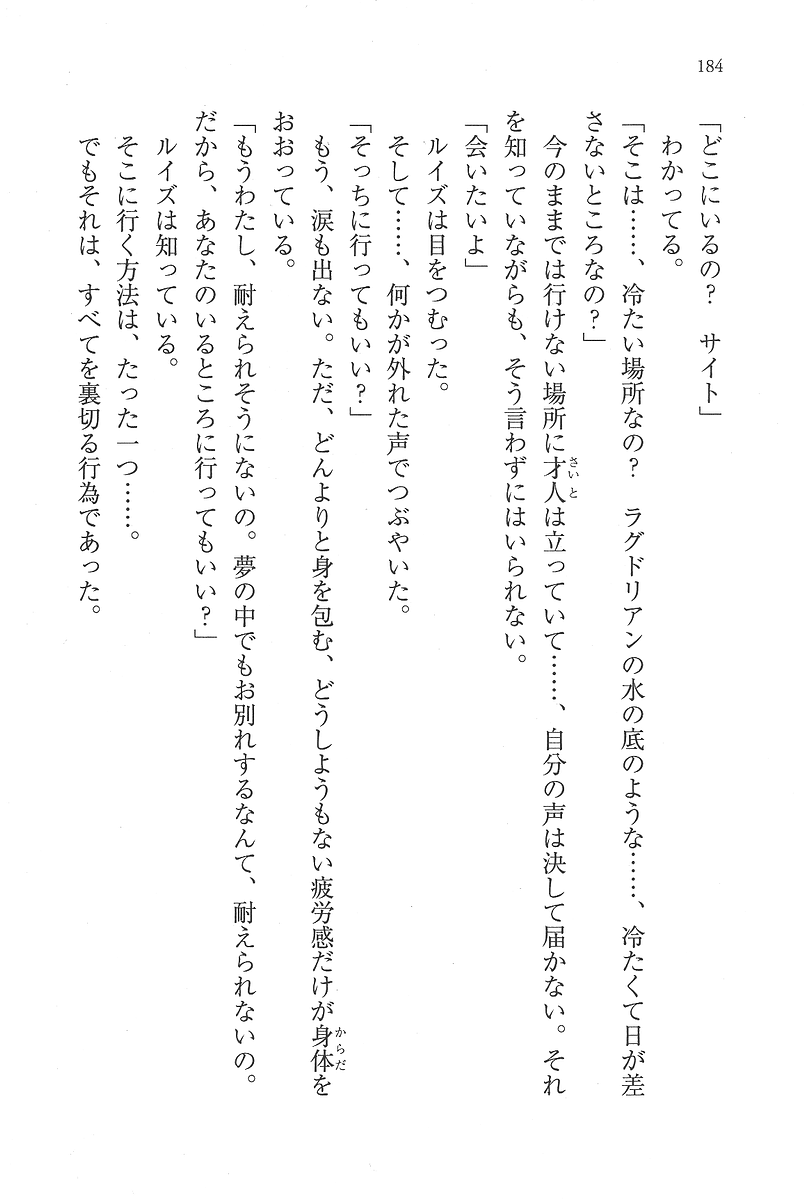 184
「どこにいるの？　サイト」
　わかってる。
「そこは……、冷たい場所なの？　ラグドリアンの水の底のような……、冷たくて日が差
さないところなの？」
　今のままでは行けない場所に才人は立っていて……、自分の声は決して届かない。それ
を知っていながらも、そう言わずにはいられない。
「会いたいよ」
　ルイズは目をつむった。
　そして……、何かが外れた声でつぶやいた。
「そっちに行ってもいい？」
　もう、涙も出ない。ただ、どんよりと身を包む、どうしようもない疲労感だけが身体を
おおっている。
「もうわたし、耐えられそうにないの。夢の中でもお別れするなんて、耐えられないの。
だから、あなたのいるところに行ってもいい？」
　ルイズは知っている。
　そこに行く方法は、たった一つ……。
　でもそれは、すべてを裏切る行為であった。
さいと
からだ